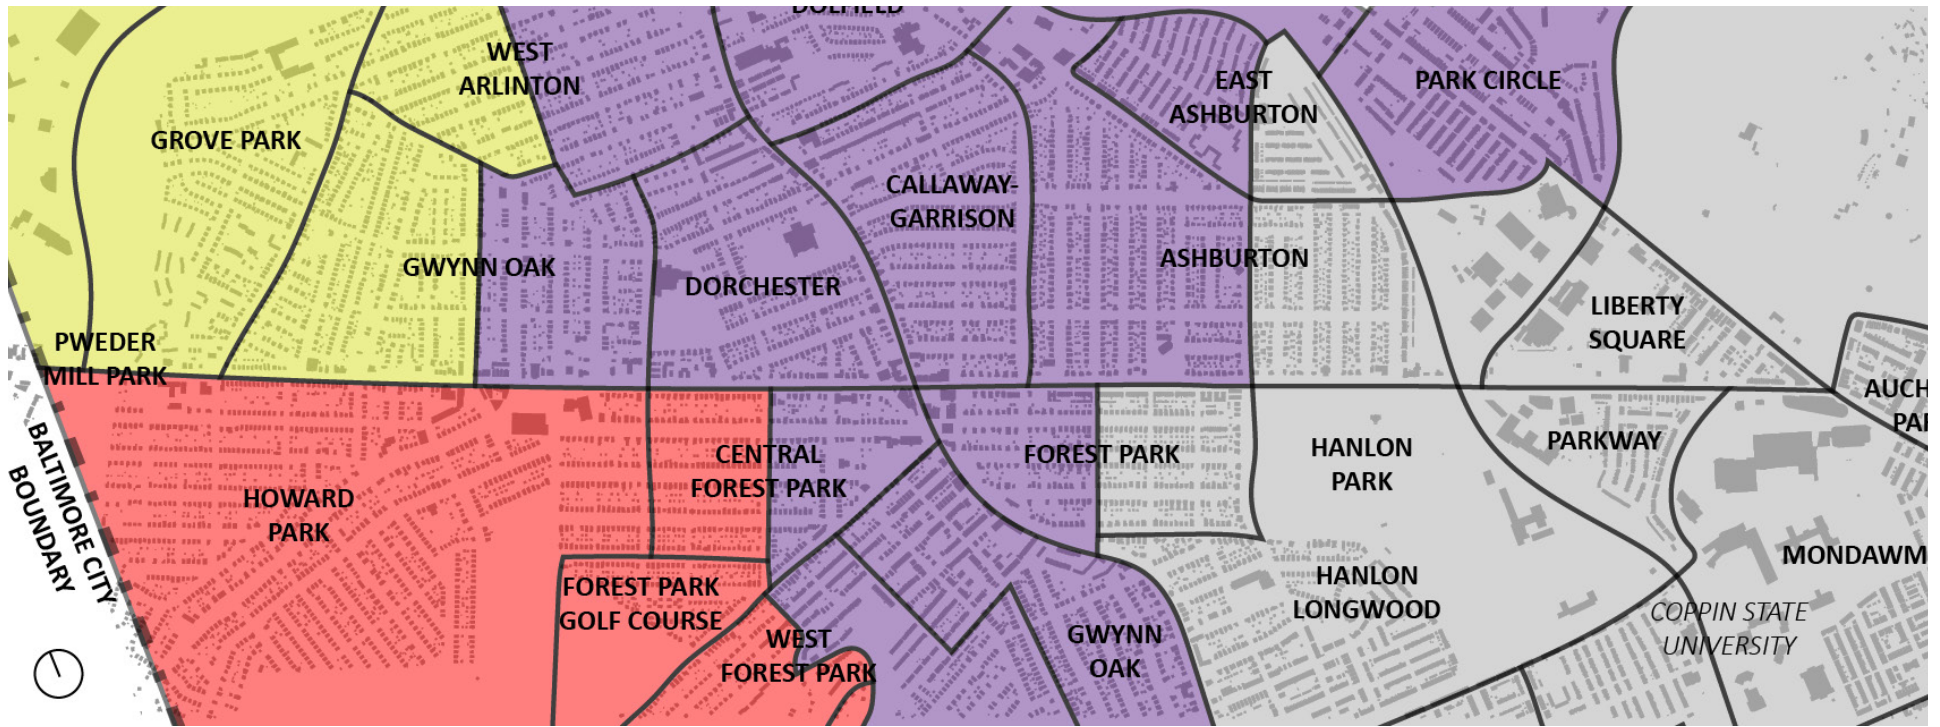 DOLFIELD
WEST
ARLINTON
EAST
ASHBURTON
PARK CIRCLE
GROVE PARK
CALLAWAY-
GARRISON
GWYNN OAK
DORCHESTER
ASHBURTON
LIBERTY
SQUARE
PWEDER
MILL PARK
AUCH
PAR
BALTIMORE CITY
BOUNDARY
HOWARD
PARK
CENTRAL
FOREST PARK
FOREST PARK
HANLON
PARK
PARKWAY
MONDAWM
FOREST PARK
GOLF COURSE
WEST
FOREST PARK
GWYNN
OAK
HANLON
LONGWOOD
COPPIN STATE
UNIVERSITY